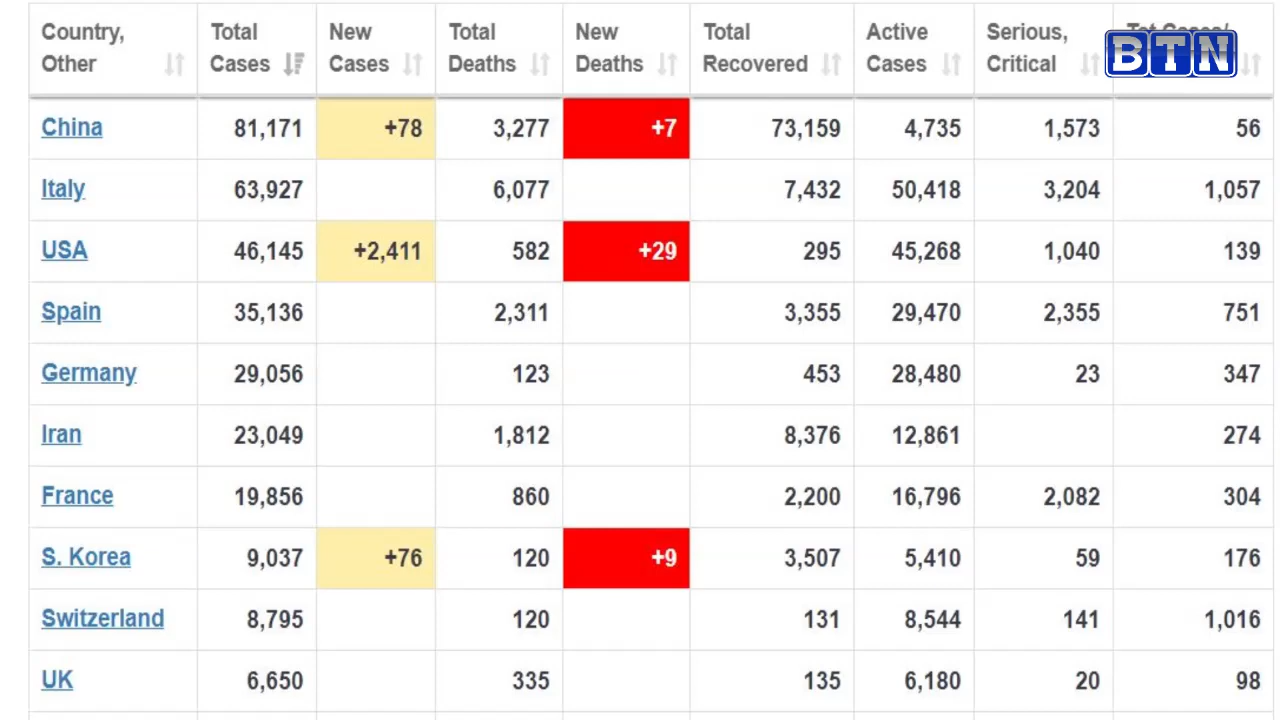 Country, Other Total Cases New Cases Total Deaths New Deaths Total Recovered Active Cases Serious, Critical
BTN
China 81,171 +78 3,277 +7 73,159 4,735 1,573 56
Italy 63,927 6,077 7,432 50,418 3,204 1,057
USA 46,145 +2,411 582 +29 295 45,268 1,040 139
Spain 35,136 2,311 3,355 29,470 2,355 751
Germany 29,056 123 453 28,480 23 347
Iran 23,049 1,812 8,376 12,861 274
France 19,856 860 2,200 16,796 2,082 304
S. Korea 9,037 +76 120 +9 3,507 5,410 59 176
Switzerland 8,795 120 131 8,544 141 1,016
UK 6,650 335 135 6,180 20 98